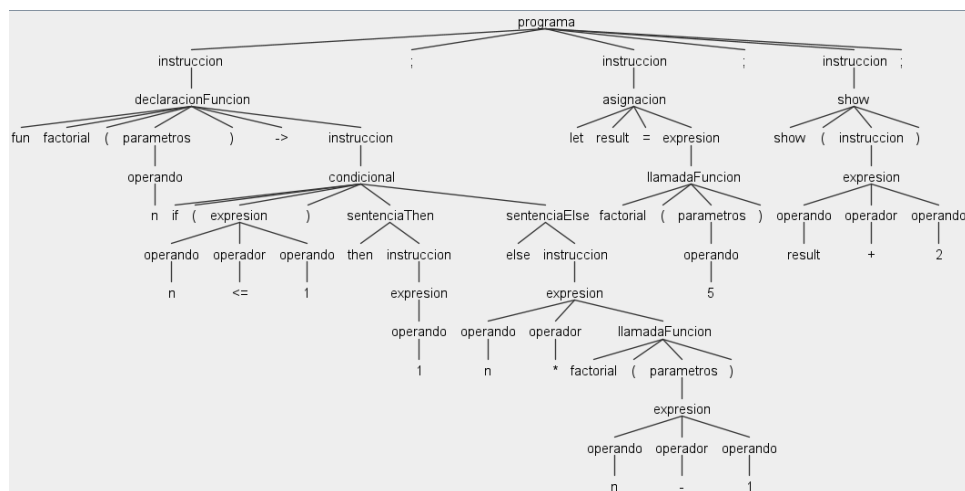 programa
instruccion ; instruccion ; instruccion ;
declaracionFuncion asignacion show
fun factorial ( parametros ) -> instruccion let result = expresion show ( instruccion )
operando condicional llamadaFuncion expresion
n if ( expresion ) sentenciaThen sentenciaElse factorial ( parametros ) operando operador operando
operando operador operando then instruccion else instruccion operando result + 2
n <= 1 expresion expresion 5
operando operando operador llamadaFuncion
1 n * factorial ( parametros )
expresion
operando operador operando
n - 1